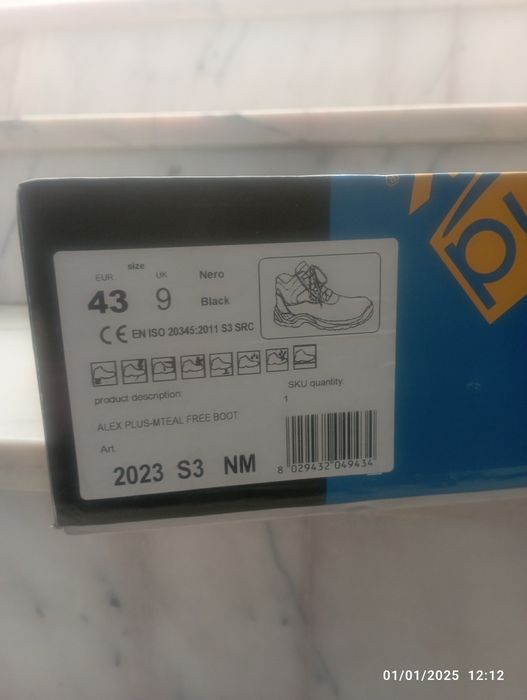 size
EUR. UK Nero
43 9 Black
CE EN ISO 20345:2011 S3 SRC
SKU quantity:
product description: 1
ALEX PLUS-MTEAL FREE BOOT
Art.
2023 S3 NM
8 029432 049434
01/01/2025 12:12